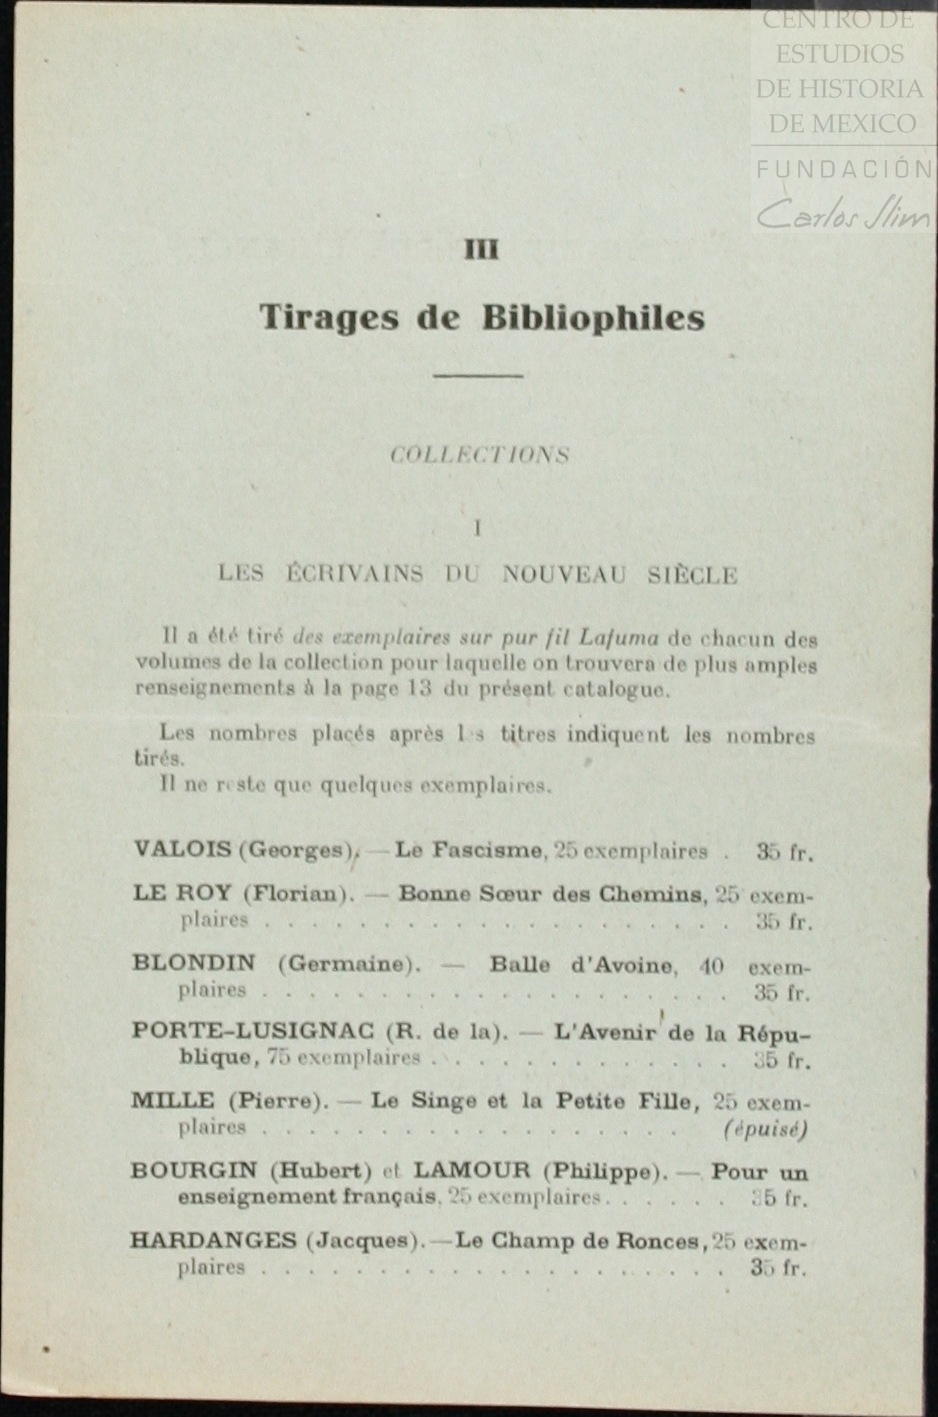 CENTRO DE
ESTUDIOS
DE HISTORIA
DE MEXICO
FUNDACIÓN
Carlos Slim
III
Tirages de Bibliophiles
COLLECTIONS
I
LES ÉCRIVAINS DU NOUVEAU SIÈCLE
Il a été tiré des exemplaires sur pur fil Lafuma de chacun des
volumes de la collection pour laquelle on trouvera de plus amples
renseignements à la page 13 du présent catalogue.
Les nombres placés après les titres indiquent les nombres
tirés.
Il ne reste que quelques exemplaires.
VALOIS (Georges). — Le Fascisme, 25 exemplaires . 35 fr.
LE ROY (Florian). — Bonne Sœur des Chemins, 25 exem-
plaires . . . . . . . . . . . . . . . . . . . . 35 fr.
BLONDIN (Germaine). — Balle d'Avoine, 40 exem-
plaires . . . . . . . . . . . . . . . . . . . . 35 fr.
PORTE-LUSIGNAC (R. de la). — L'Avenir de la Répu-
blique, 75 exemplaires . . . . . . . . . . . . . 35 fr.
MILLE (Pierre). — Le Singe et la Petite Fille, 25 exem-
plaires . . . . . . . . . . . . . . . . . . (épuisé)
BOURGIN (Hubert) et LAMOUR (Philippe). — Pour un
enseignement français, 25 exemplaires . . . . . . 35 fr.
HARDANGES (Jacques). — Le Champ de Ronces, 25 exem-
plaires . . . . . . . . . . . . . . . . . . . . 35 fr.